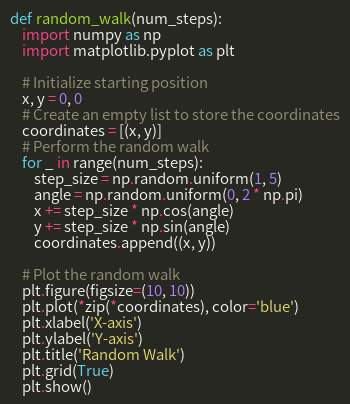 def random_walk(num_steps):
    import numpy as np
    import matplotlib.pyplot as plt

    # Initialize starting position
    x, y = 0, 0
    # Create an empty list to store the coordinates
    coordinates = [(x, y)]
    # Perform the random walk
    for _ in range(num_steps):
        step_size = np.random.uniform(1, 5)
        angle = np.random.uniform(0, 2 * np.pi)
        x += step_size * np.cos(angle)
        y += step_size * np.sin(angle)
        coordinates.append((x, y))

    # Plot the random walk
    plt.figure(figsize=(10, 10))
    plt.plot(*zip(*coordinates), color='blue')
    plt.xlabel('X-axis')
    plt.ylabel('Y-axis')
    plt.title('Random Walk')
    plt.grid(True)
    plt.show()